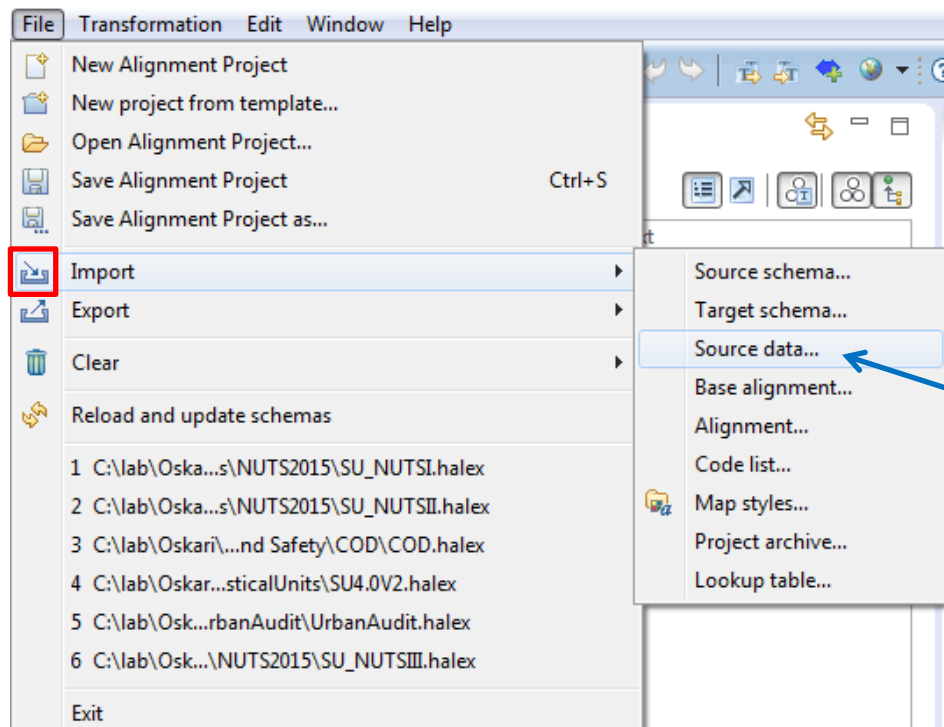 File Transformation Edit Window Help
New Alignment Project
New project from template...
Open Alignment Project...
Save Alignment Project Ctrl+S
Save Alignment Project as...
Import
Export
Clear
Reload and update schemas
1 C:\lab\Oska...s\NUTS2015\SU_NUTSI.halex
2 C:\lab\Oska...s\NUTS2015\SU_NUTSII.halex
3 C:\lab\Oskari\...nd Safety\COD\COD.halex
4 C:\lab\Oskar...sticalUnits\SU4.0V2.halex
5 C:\lab\Osk...rbanAudit\UrbanAudit.halex
6 C:\lab\Osk...\NUTS2015\SU_NUTSIII.halex
Exit
Source schema...
Target schema...
Source data...
Base alignment...
Alignment...
Code list...
Map styles...
Project archive...
Lookup table...